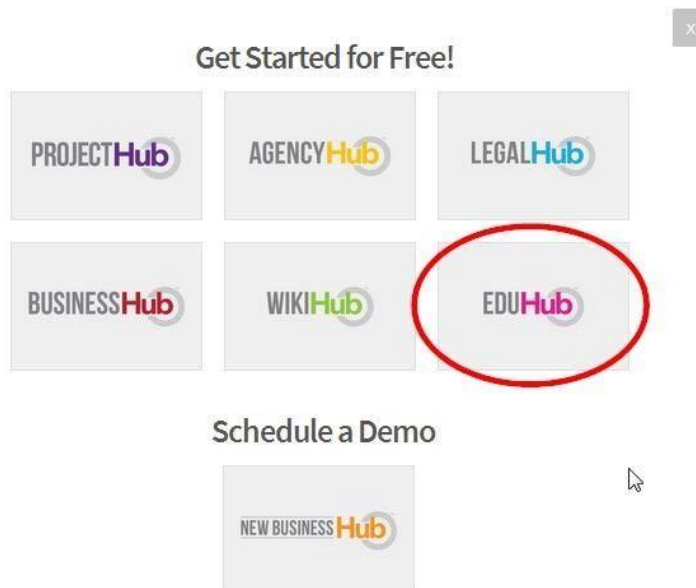 x
Get Started for Free!
PROJECTHub
AGENCYHub
LEGALHub
BUSINESSHub
WIKIHub
EDUHub
Schedule a Demo
NEW BUSINESS Hub